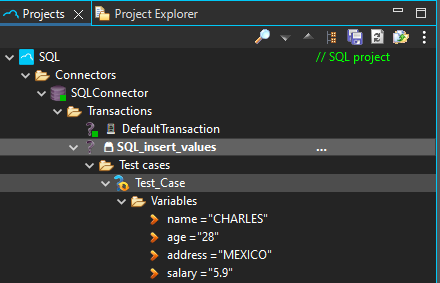 Projects Project Explorer
SQL // SQL project
Connectors
SQLConnector
Transactions
DefaultTransaction
SQL_insert_values ...
Test cases
Test_Case
Variables
name ="CHARLES"
age ="28"
address ="MEXICO"
salary ="5.9"